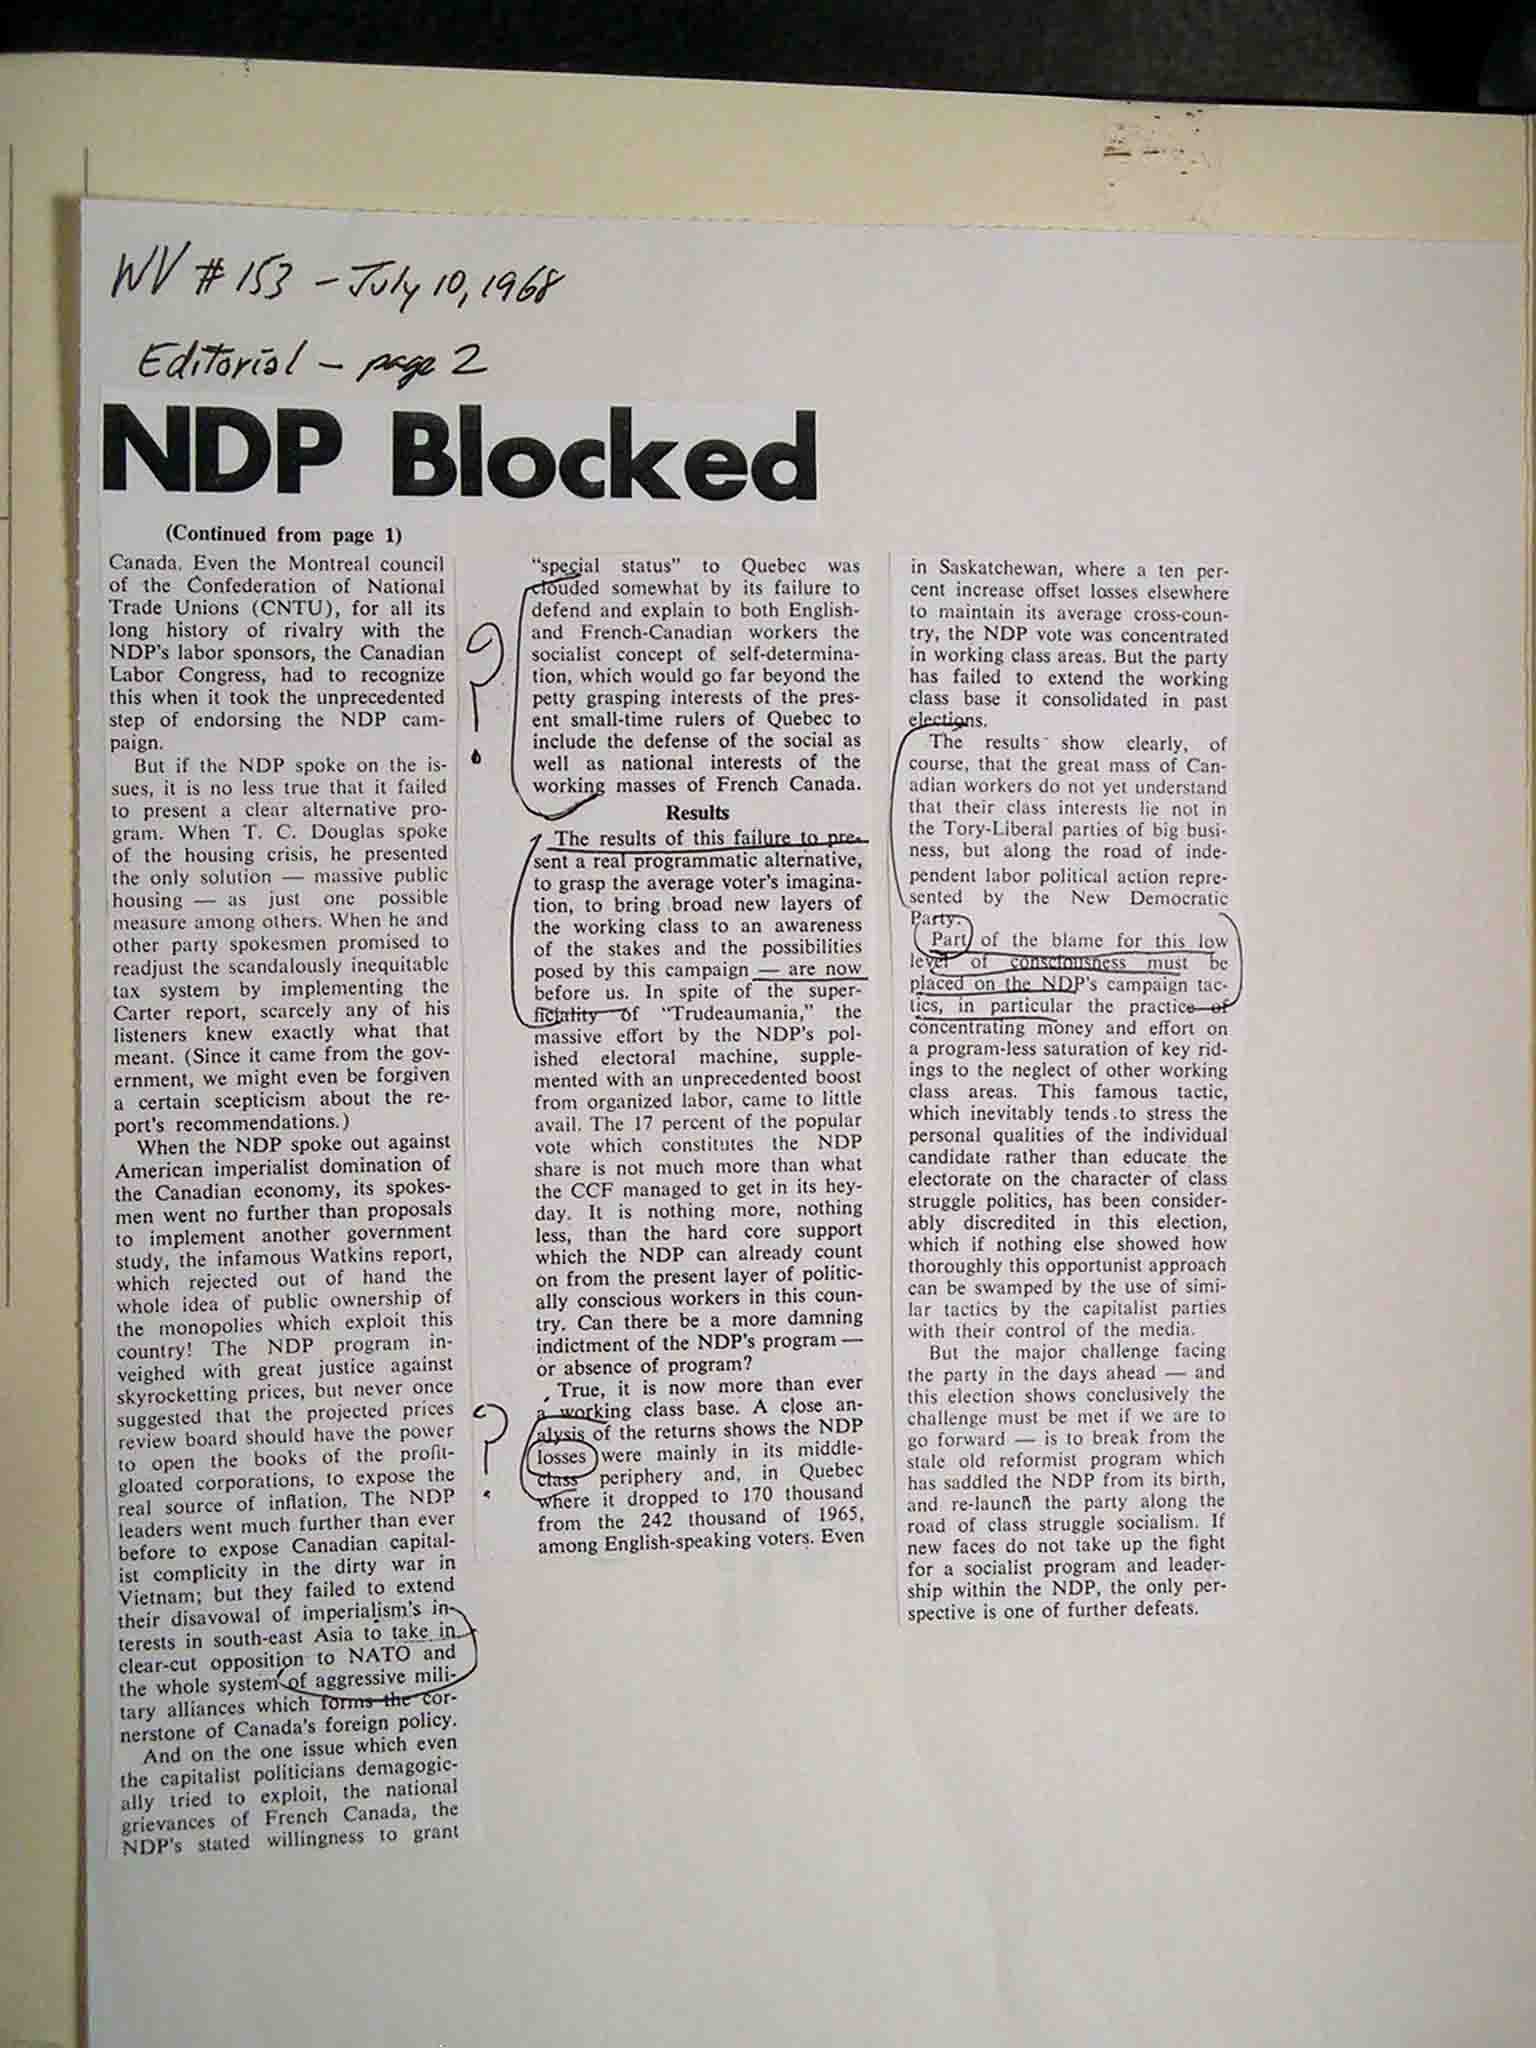 WV # 153 - July 10, 1968
Editorial - page 2
NDP Blocked
(Continued from page 1)
Canada. Even the Montreal council
of the Confederation of National
Trade Unions (CNTU), for all its
long history of rivalry with the
NDP's labor sponsors, the Canadian
Labor Congress, had to recognize
this when it took the unprecedented
step of endorsing the NDP cam-
paign.
But if the NDP spoke on the is-
sues, it is no less true that it failed
to present a clear alternative pro-
gram. When T. C. Douglas spoke
of the housing crisis, he presented
the only solution — massive public
housing — as just one possible
measure among others. When he and
other party spokesmen promised to
readjust the scandalously inequitable
tax system by implementing the
Carter report, scarcely any of his
listeners knew exactly what that
meant. (Since it came from the gov-
ernment, we might even be forgiven
a certain scepticism about the re-
port's recommendations.)
When the NDP spoke out against
American imperialist domination of
the Canadian economy, its spokes-
men went no further than proposals
to implement another government
study, the infamous Watkins report,
which rejected out of hand the
whole idea of public ownership of
the monopolies which exploit this
country! The NDP program in-
veighed with great justice against
skyrocketting prices, but never once
suggested that the projected prices
review board should have the power
to open the books of the profit-
gloated corporations, to expose the
real source of inflation. The NDP
leaders went much further than ever
before to expose Canadian capital-
ist complicity in the dirty war in
Vietnam; but they failed to extend
their disavowal of imperialism's in-
terests in south-east Asia to take in
clear-cut opposition to NATO and
the whole system of aggressive mili-
tary alliances which forms the cor-
nerstone of Canada's foreign policy.
And on the one issue which even
the capitalist politicians demagogic-
ally tried to exploit, the national
grievances of French Canada, the
NDP's stated willingness to grant
"special status" to Quebec was
clouded somewhat by its failure to
defend and explain to both English-
and French-Canadian workers the
socialist concept of self-determina-
tion, which would go far beyond the
petty grasping interests of the pres-
ent small-time rulers of Quebec to
include the defense of the social as
well as national interests of the
working masses of French Canada.
?
Results
The results of this failure to pre-
sent a real programmatic alternative,
to grasp the average voter's imagina-
tion, to bring broad new layers of
the working class to an awareness
of the stakes and the possibilities
posed by this campaign — are now
before us. In spite of the super-
ficiality of "Trudeaumania," the
massive effort by the NDP's pol-
ished electoral machine, supple-
mented with an unprecedented boost
from organized labor, came to little
avail. The 17 percent of the popular
vote which constitutes the NDP
share is not much more than what
the CCF managed to get in its hey-
day. It is nothing more, nothing
less, than the hard core support
which the NDP can already count
on from the present layer of politic-
ally conscious workers in this coun-
try. Can there be a more damning
indictment of the NDP's program —
or absence of program?
True, it is now more than ever
a working class base. A close an-
alysis of the returns shows the NDP
losses were mainly in its middle-
class periphery and, in Quebec
where it dropped to 170 thousand
from the 242 thousand of 1965,
among English-speaking voters. Even
?
in Saskatchewan, where a ten per-
cent increase offset losses elsewhere
to maintain its average cross-coun-
try, the NDP vote was concentrated
in working class areas. But the party
has failed to extend the working
class base it consolidated in past
elections.
The results show clearly, of
course, that the great mass of Can-
adian workers do not yet understand
that their class interests lie not in
the Tory-Liberal parties of big busi-
ness, but along the road of inde-
pendent labor political action repre-
sented by the New Democratic
Party.
Part of the blame for this low
level of consciousness must be
placed on the NDP's campaign tac-
tics, in particular the practice of
concentrating money and effort on
a program-less saturation of key rid-
ings to the neglect of other working
class areas. This famous tactic,
which inevitably tends to stress the
personal qualities of the individual
candidate rather than educate the
electorate on the character of class
struggle politics, has been consider-
ably discredited in this election,
which if nothing else showed how
thoroughly this opportunist approach
can be swamped by the use of simi-
lar tactics by the capitalist parties
with their control of the media.
But the major challenge facing
the party in the days ahead — and
this election shows conclusively the
challenge must be met if we are to
go forward — is to break from the
stale old reformist program which
has saddled the NDP from its birth,
and re-launch the party along the
road of class struggle socialism. If
new faces do not take up the fight
for a socialist program and leader-
ship within the NDP, the only per-
spective is one of further defeats.